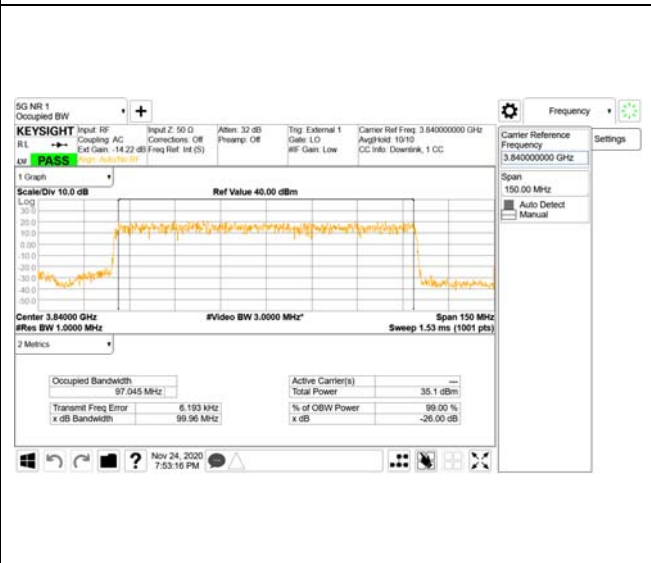 5G NR 1
Occupied BW
Frequency
KEYSIGHT
Input: RF
Input Z: 50 Ω
Atten: 32 dB
Trig: External 1
Carrier Ref Freq: 3.840000000 GHz
R L
Coupling: AC
Corrections: Off
Preamp: Off
Gate: LO
Avg|Hold: 10/10
Ext Gain: -14.22 dB
Freq Ref: Int (S)
#IF Gain: Low
CC Info: Downlink, 1 CC
PASS
Align: Auto/No RF
Carrier Reference
Frequency
3.840000000 GHz
Settings
Span
150.00 MHz
Auto Detect
Manual
1 Graph
Scale/Div 10.0 dB
Ref Value 40.00 dBm
Log
30.0
20.0
10.0
0.00
-10.0
-20.0
-30.0
-40.0
-50.0
Center 3.84000 GHz
#Video BW 3.0000 MHz*
Span 150 MHz
#Res BW 1.0000 MHz
Sweep 1.53 ms (1001 pts)
2 Metrics
Occupied Bandwidth
97.045 MHz
Active Carrier(s)
---
Total Power
35.1 dBm
Transmit Freq Error
6.193 kHz
% of OBW Power
99.00 %
x dB Bandwidth
99.96 MHz
x dB
-26.00 dB
Nov 24, 2020
7:53:16 PM